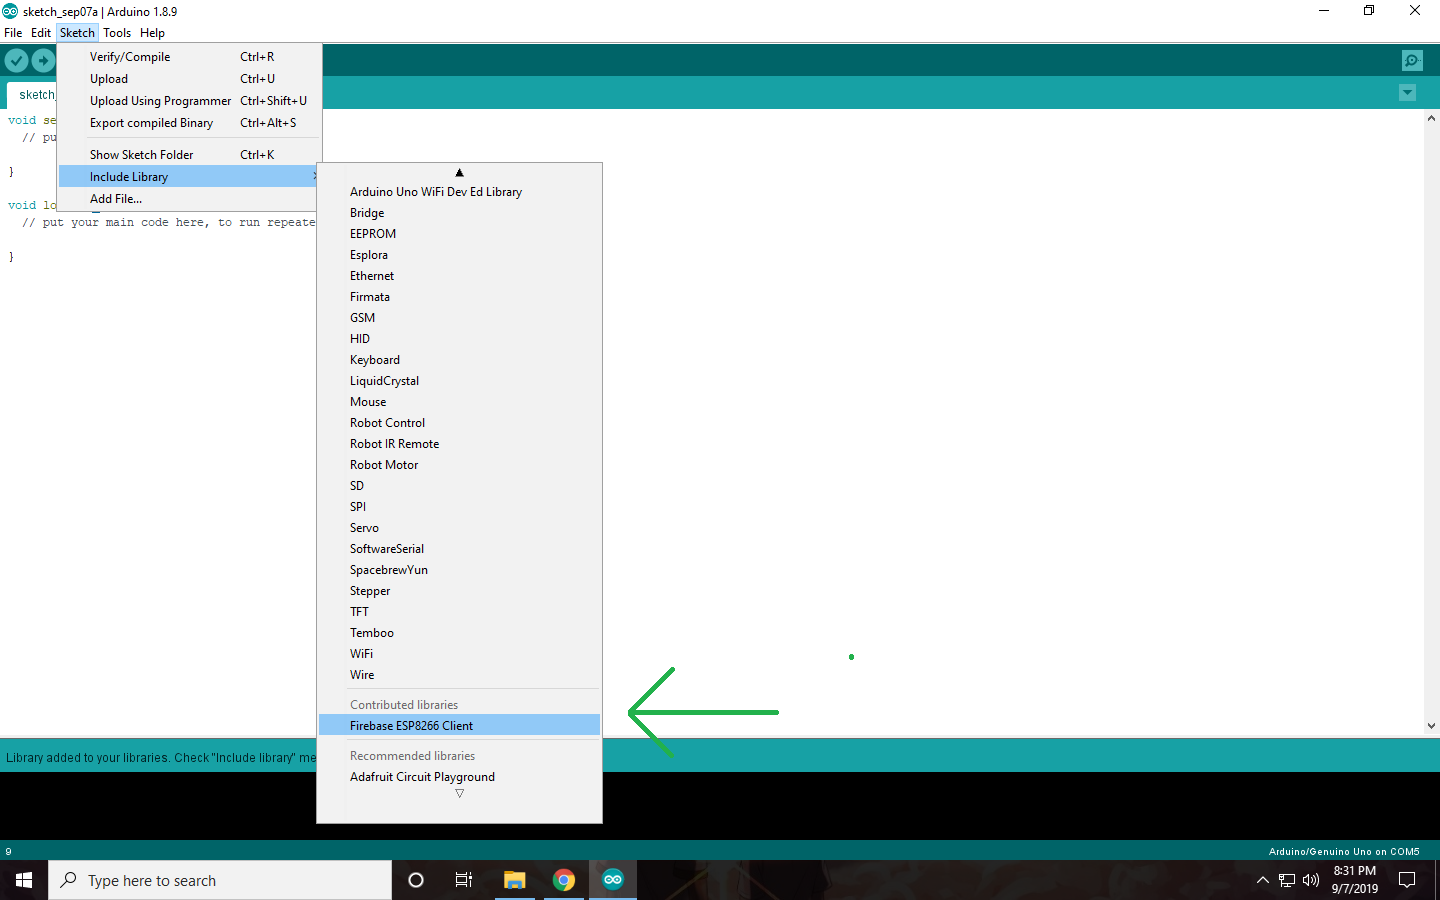 sketch_sep07a | Arduino 1.8.9
File Edit Sketch Tools Help
Verify/Compile Ctrl+R
Upload Ctrl+U
Upload Using Programmer Ctrl+Shift+U
Export compiled Binary Ctrl+Alt+S
Show Sketch Folder Ctrl+K
Include Library
Add File...
sketch_
void se
// pu
}
void lo
// put your main code here, to run repeate
}
Arduino Uno WiFi Dev Ed Library
Bridge
EEPROM
Esplora
Ethernet
Firmata
GSM
HID
Keyboard
LiquidCrystal
Mouse
Robot Control
Robot IR Remote
Robot Motor
SD
SPI
Servo
SoftwareSerial
SpacebrewYun
Stepper
TFT
Temboo
WiFi
Wire
Contributed libraries
Firebase ESP8266 Client
Recommended libraries
Adafruit Circuit Playground
Library added to your libraries. Check "Include library" me
9
Arduino/Genuino Uno on COM5
Type here to search
8:31 PM
9/7/2019